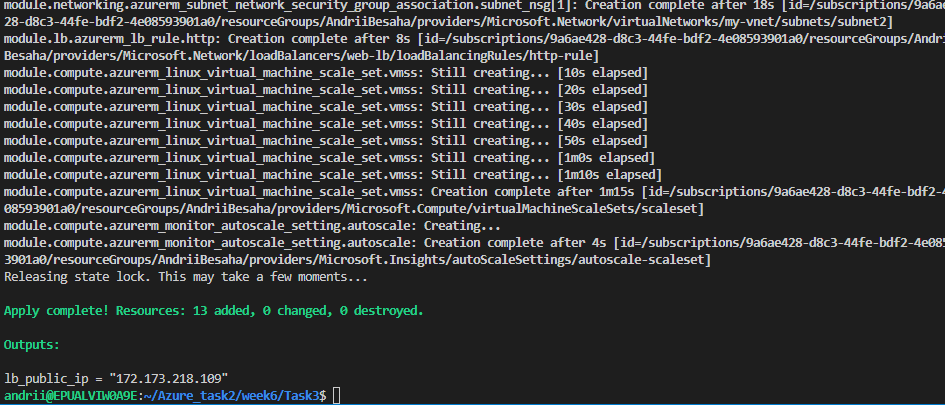 module.networking.azurerm_subnet_network_security_group_association.subnet_nsg[1]: Creation complete after 18s [id=/subscriptions/9a6ae4
28-d8c3-44fe-bdf2-4e08593901a0/resourceGroups/AndriiBesaha/providers/Microsoft.Network/virtualNetworks/my-vnet/subnets/subnet2]
module.lb.azurerm_lb_rule.http: Creation complete after 8s [id=/subscriptions/9a6ae428-d8c3-44fe-bdf2-4e08593901a0/resourceGroups/Andrii
Besaha/providers/Microsoft.Network/loadBalancers/web-lb/loadBalancingRules/http-rule]
module.compute.azurerm_linux_virtual_machine_scale_set.vmss: Still creating... [10s elapsed]
module.compute.azurerm_linux_virtual_machine_scale_set.vmss: Still creating... [20s elapsed]
module.compute.azurerm_linux_virtual_machine_scale_set.vmss: Still creating... [30s elapsed]
module.compute.azurerm_linux_virtual_machine_scale_set.vmss: Still creating... [40s elapsed]
module.compute.azurerm_linux_virtual_machine_scale_set.vmss: Still creating... [50s elapsed]
module.compute.azurerm_linux_virtual_machine_scale_set.vmss: Still creating... [1m0s elapsed]
module.compute.azurerm_linux_virtual_machine_scale_set.vmss: Still creating... [1m10s elapsed]
module.compute.azurerm_linux_virtual_machine_scale_set.vmss: Creation complete after 1m15s [id=/subscriptions/9a6ae428-d8c3-44fe-bdf2-4e
08593901a0/resourceGroups/AndriiBesaha/providers/Microsoft.Compute/virtualMachineScaleSets/scaleset]
module.compute.azurerm_monitor_autoscale_setting.autoscale: Creating...
module.compute.azurerm_monitor_autoscale_setting.autoscale: Creation complete after 4s [id=/subscriptions/9a6ae428-d8c3-44fe-bdf2-4e0859
3901a0/resourceGroups/AndriiBesaha/providers/Microsoft.Insights/autoScaleSettings/autoscale-scaleset]
Releasing state lock. This may take a few moments...
Apply complete! Resources: 13 added, 0 changed, 0 destroyed.
Outputs:
lb_public_ip = "172.173.218.109"
andrii@EPUALVIW0A9E:~/Azure_task2/week6/Task3$